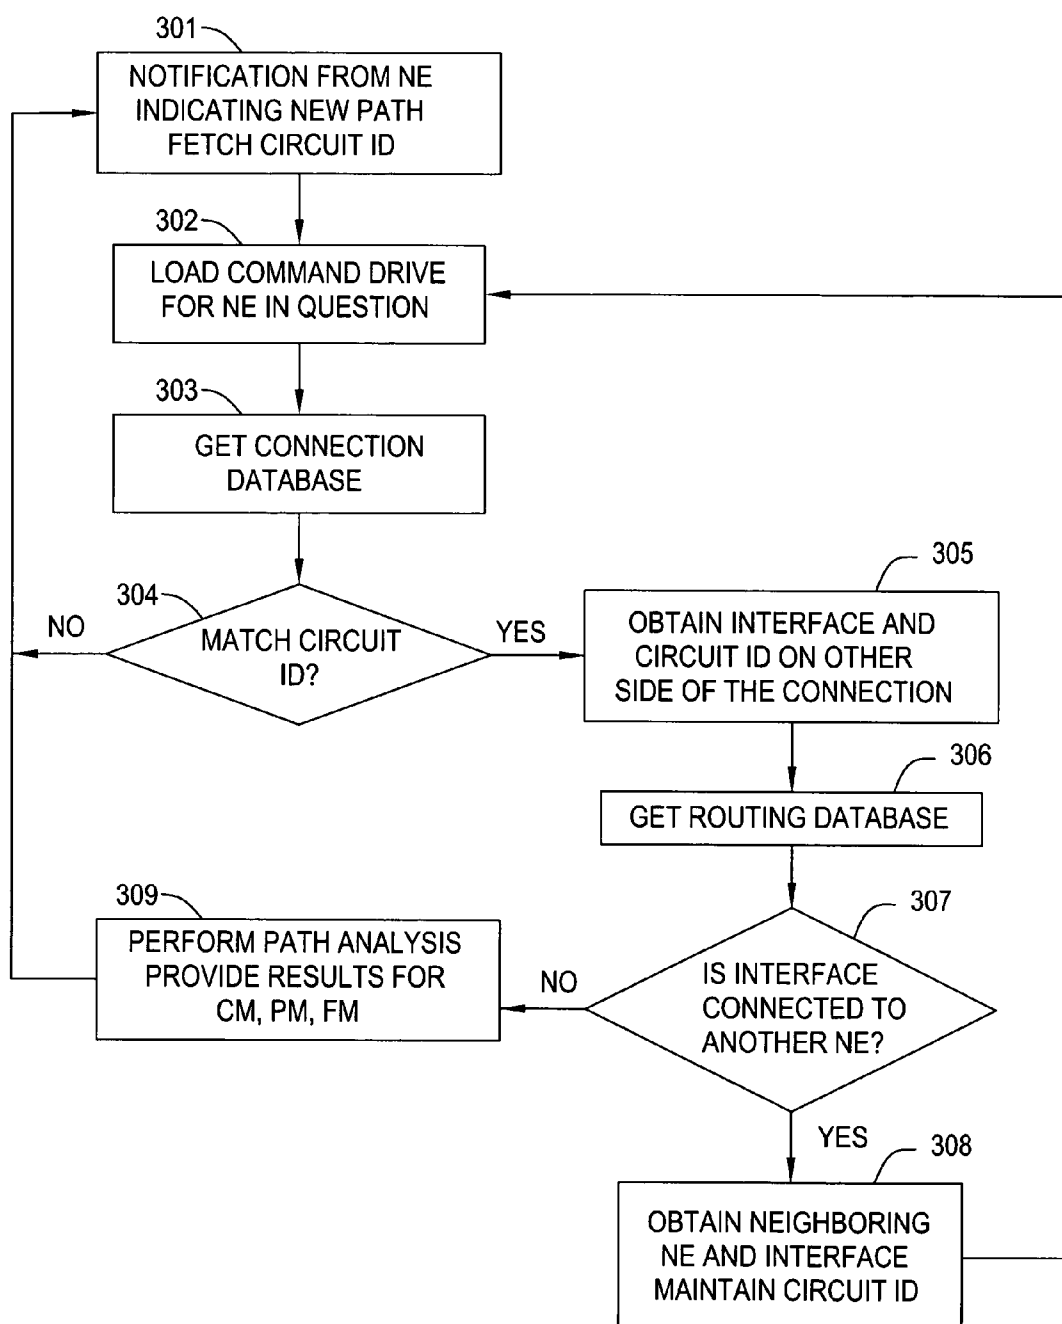 301
NOTIFICATION FROM NE
INDICATING NEW PATH
FETCH CIRCUIT ID
302
LOAD COMMAND DRIVE
FOR NE IN QUESTION
303
GET CONNECTION
DATABASE
304
NO
MATCH CIRCUIT
ID?
YES
305
OBTAIN INTERFACE AND
CIRCUIT ID ON OTHER
SIDE OF THE CONNECTION
306
GET ROUTING DATABASE
307
IS INTERFACE
CONNECTED TO
ANOTHER NE?
NO
309
PERFORM PATH ANALYSIS
PROVIDE RESULTS FOR
CM, PM, FM
YES
308
OBTAIN NEIGHBORING
NE AND INTERFACE
MAINTAIN CIRCUIT ID